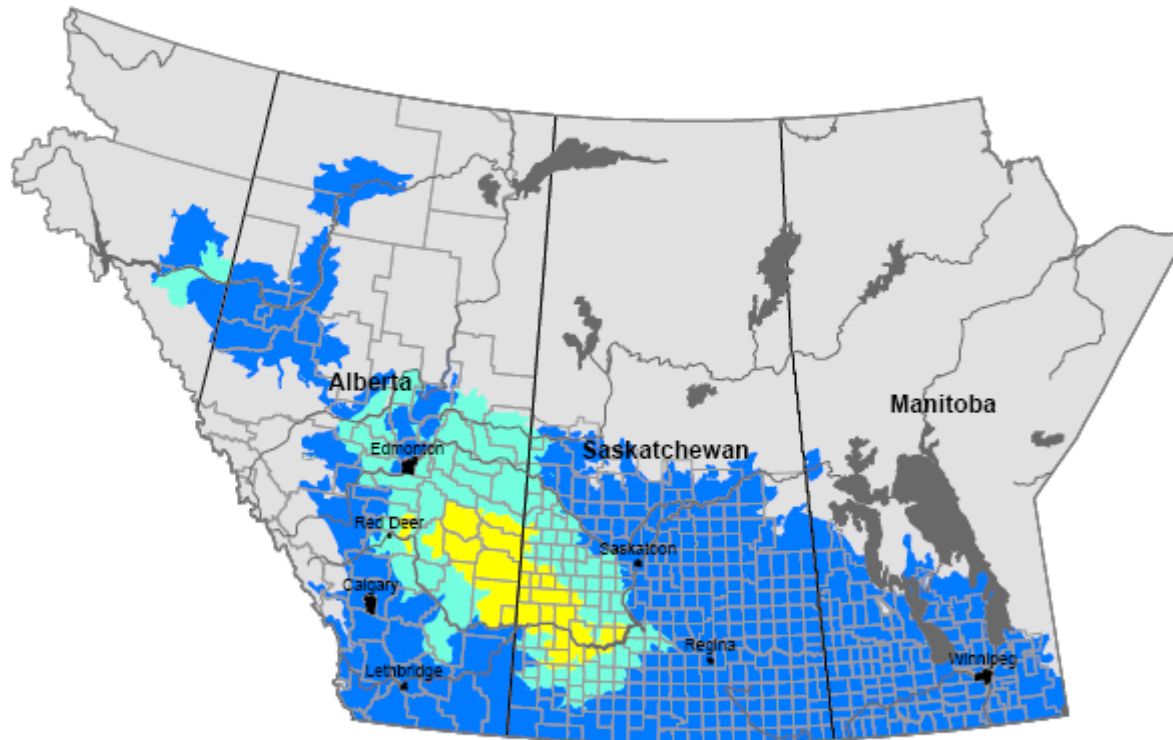 Alberta
Manitoba
Edmonton
Saskatchewan
Red Deer
Saskatoon
Calgary
Regina
Winnipeg
Lethbridge